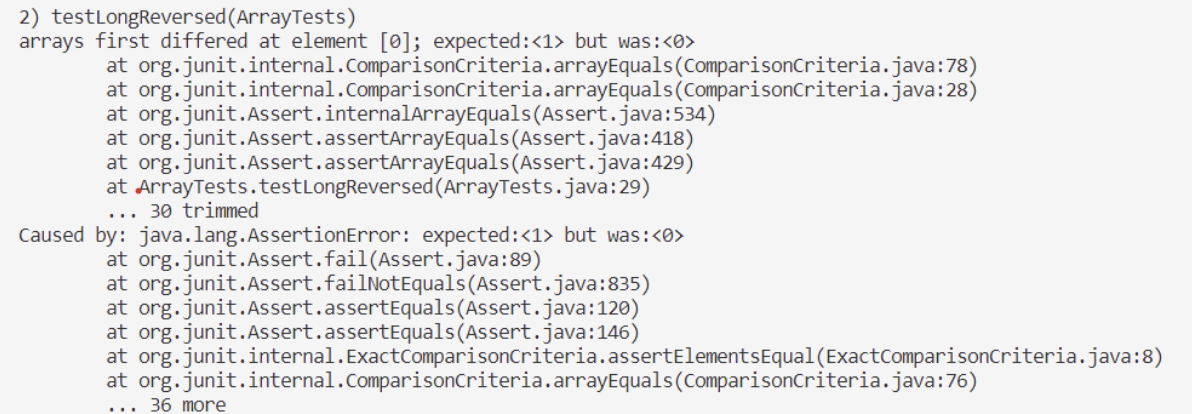 2) testLongReversed(ArrayTests)
arrays first differed at element [0]; expected:<1> but was:<0>
at org.junit.internal.ComparisonCriteria.arrayEquals(ComparisonCriteria.java:78)
at org.junit.internal.ComparisonCriteria.arrayEquals(ComparisonCriteria.java:28)
at org.junit.Assert.internalArrayEquals(Assert.java:534)
at org.junit.Assert.assertArrayEquals(Assert.java:418)
at org.junit.Assert.assertArrayEquals(Assert.java:429)
at ArrayTests.testLongReversed(ArrayTests.java:29)
... 30 trimmed
Caused by: java.lang.AssertionError: expected:<1> but was:<0>
at org.junit.Assert.fail(Assert.java:89)
at org.junit.Assert.failNotEquals(Assert.java:835)
at org.junit.Assert.assertEquals(Assert.java:120)
at org.junit.Assert.assertEquals(Assert.java:146)
at org.junit.internal.ExactComparisonCriteria.assertElementsEqual(ExactComparisonCriteria.java:8)
at org.junit.internal.ComparisonCriteria.arrayEquals(ComparisonCriteria.java:76)
... 36 more